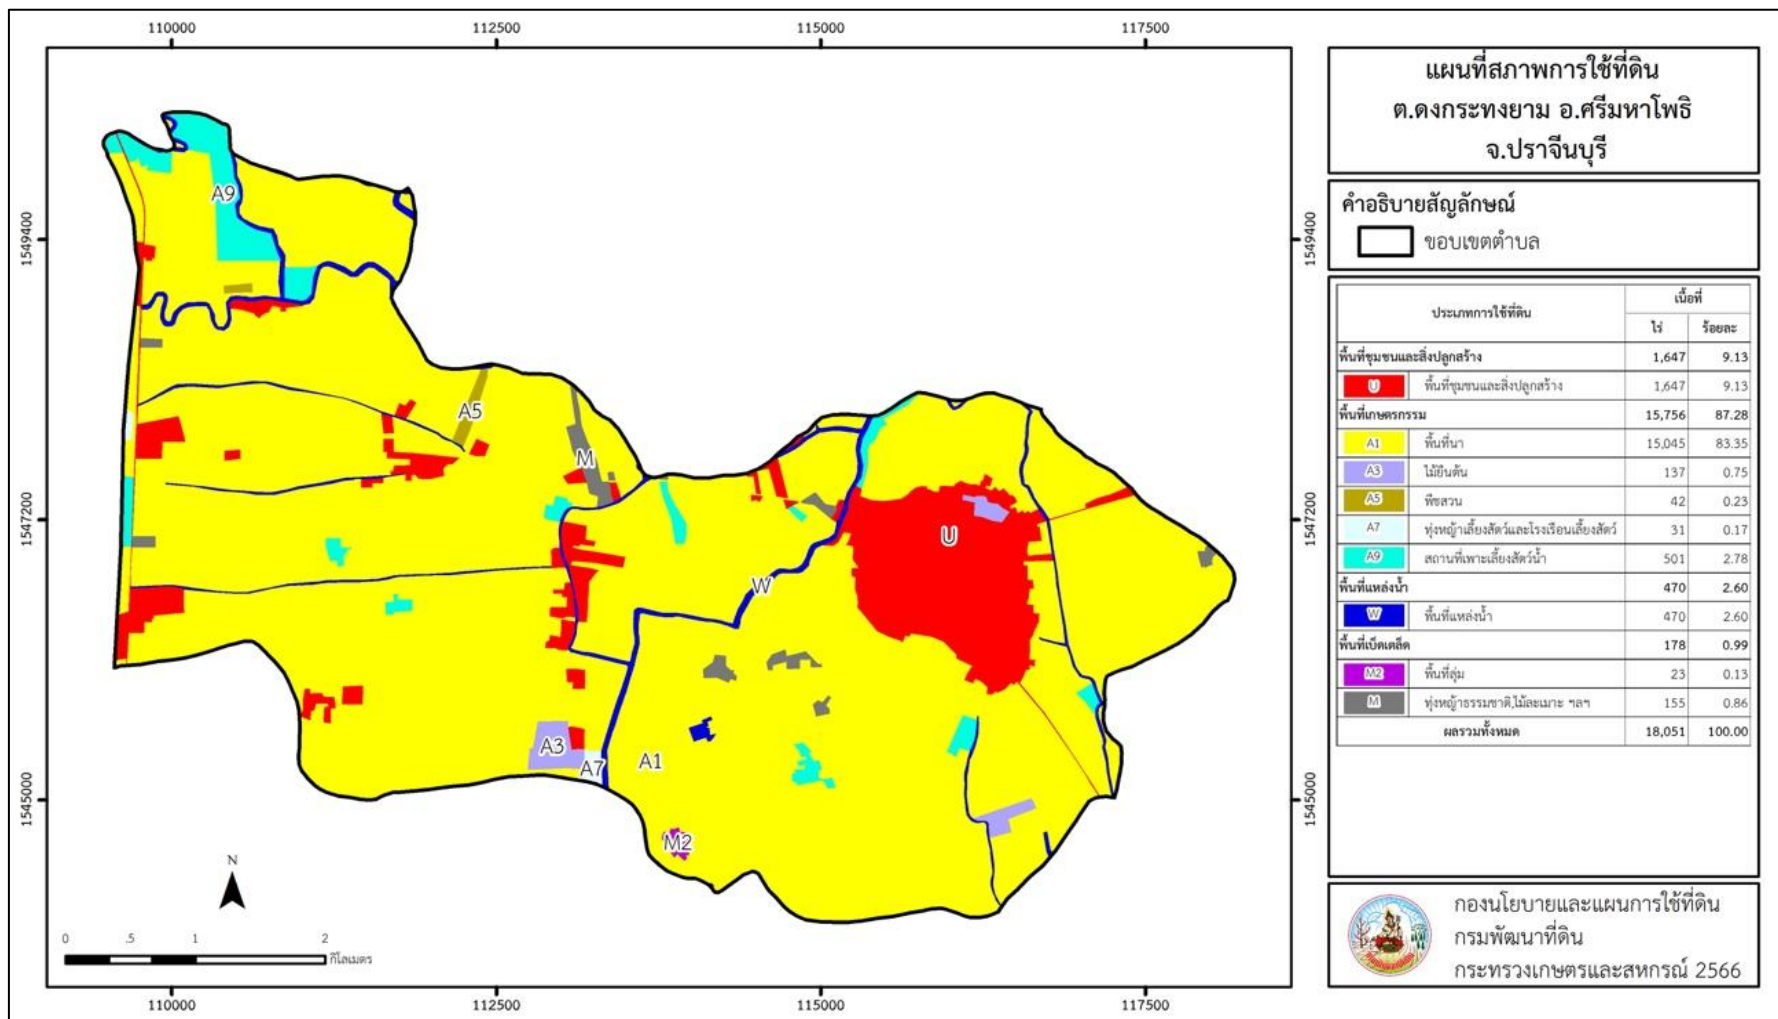 110000 112500 115000 117500
1549400 1549400
1547200 1547200
1545000 1545000
A9
A5
M
U
W
A3
A7
A1
M2
N
0 .5 1 2
กิโลเมตร
110000 112500 115000 117500
แผนที่สภาพการใช้ที่ดิน
ต.ดงกระทงยาม อ.ศรีมหาโพธิ
จ.ปราจีนบุรี
คำอธิบายสัญลักษณ์
ขอบเขตตำบล
ประเภทการใช้ที่ดิน เนื้อที่
ไร่ ร้อยละ
พื้นที่ชุมชนและสิ่งปลูกสร้าง 1,647 9.13
U พื้นที่ชุมชนและสิ่งปลูกสร้าง 1,647 9.13
พื้นที่เกษตรกรรม 15,756 87.28
A1 พื้นที่นา 15,045 83.35
A3 ไม้ยืนต้น 137 0.75
A5 พืชสวน 42 0.23
A7 ทุ่งหญ้าเลี้ยงสัตว์และโรงเรือนเลี้ยงสัตว์ 31 0.17
A9 สถานที่เพาะเลี้ยงสัตว์น้ำ 501 2.78
พื้นที่แหล่งน้ำ 470 2.60
W พื้นที่แหล่งน้ำ 470 2.60
พื้นที่เบ็ดเตล็ด 178 0.99
M2 พื้นที่ลุ่ม 23 0.13
M ทุ่งหญ้าธรรมชาติ,ไม้ละเมาะ ฯลฯ 155 0.86
ผลรวมทั้งหมด 18,051 100.00
กองนโยบายและแผนการใช้ที่ดิน
กรมพัฒนาที่ดิน
กระทรวงเกษตรและสหกรณ์ 2566